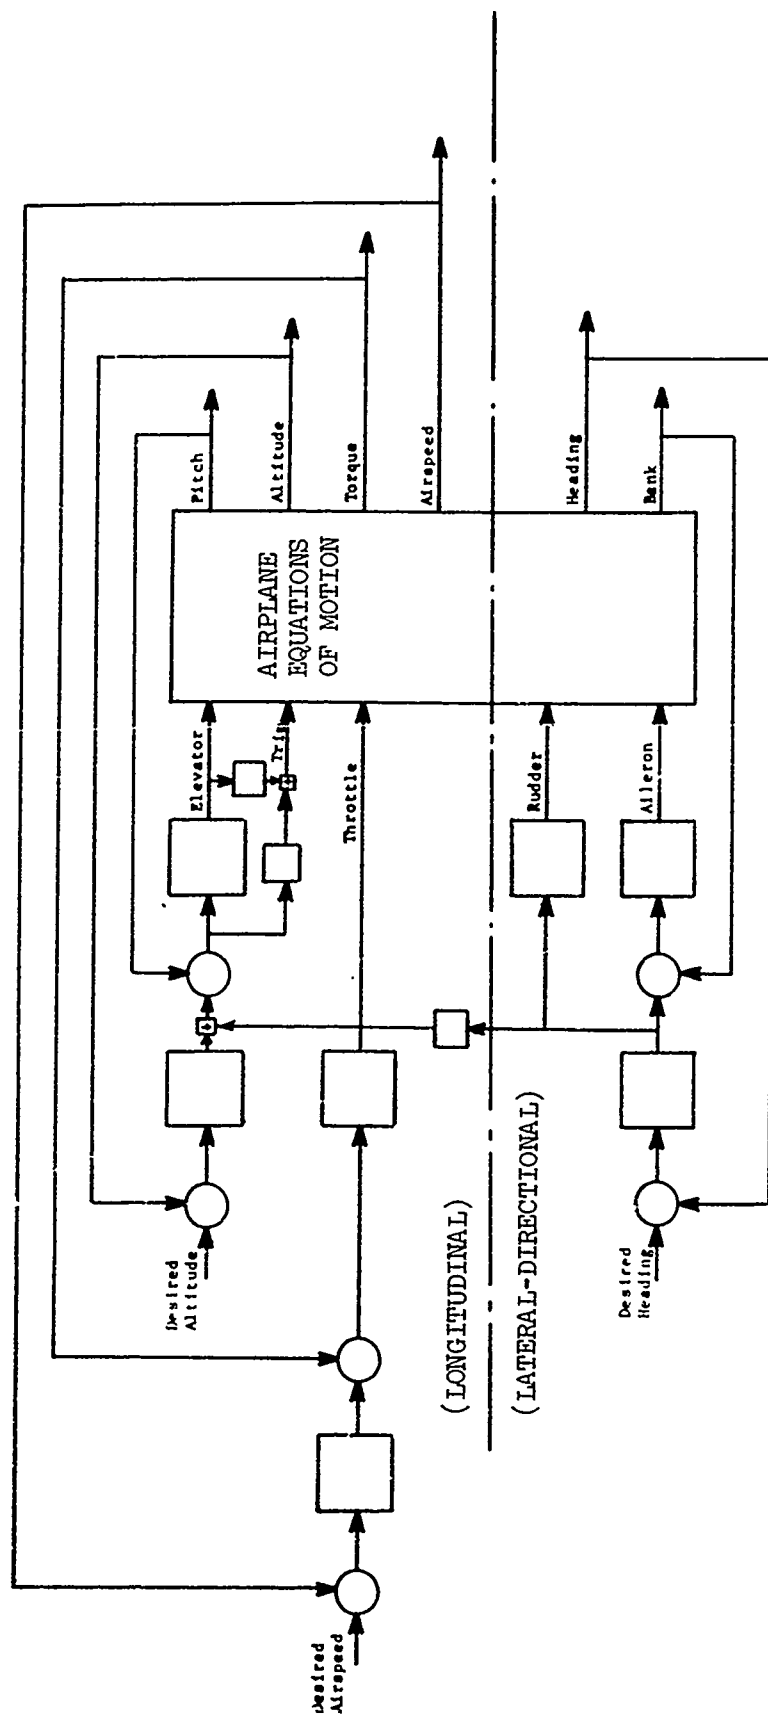 Pitch
Altitude
Torque
Airspeed
Heading
Bank
AIRPLANE
EQUATIONS
OF MOTION
Elevator
Trim
Throttle
Rudder
Aileron
Desired
Altitude
(LONGITUDINAL)
(LATERAL-DIRECTIONAL)
Desired
Heading
Desired
Airspeed